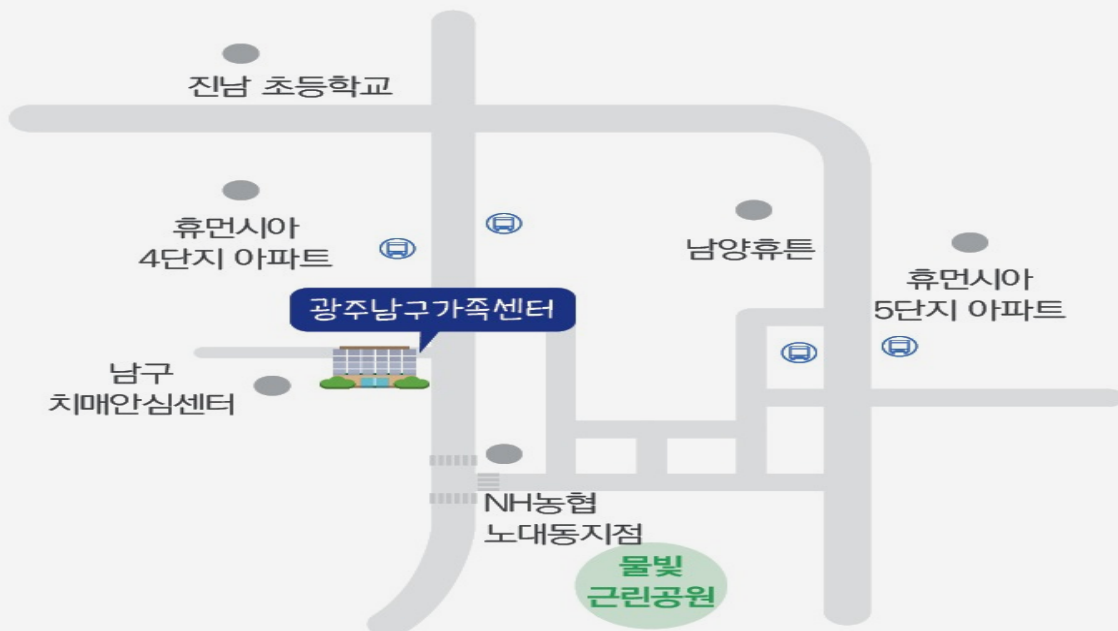 진남 초등학교
휴먼시아
4단지 아파트
남양휴튼
휴먼시아
5단지 아파트
광주남구가족센터
남구
치매안심센터
NH농협
노대동지점
물빛
근린공원